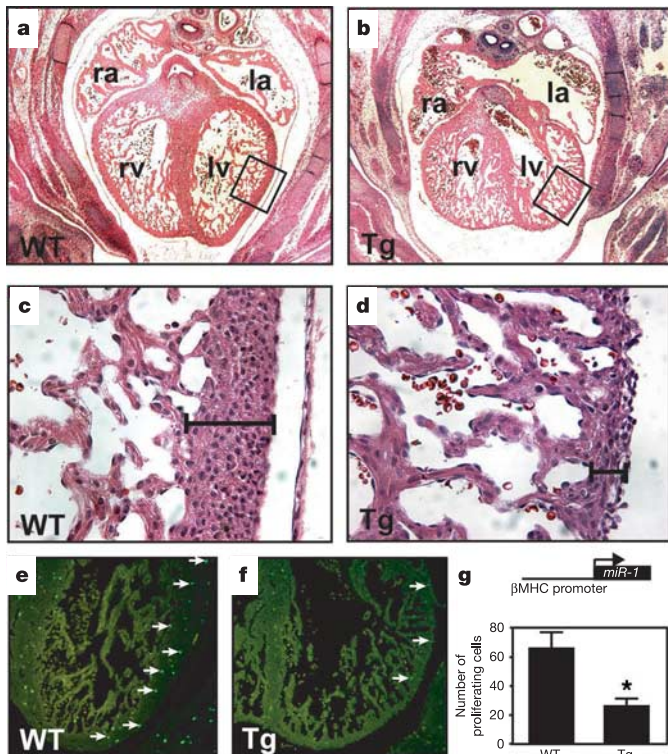 a
ra
la
rv
lv
WT
b
ra
la
rv
lv
Tg
c
WT
d
Tg
e
WT
f
Tg
g
miR-1
βMHC promoter
Number of
proliferating cells
80
60
40
20
0
*
WT
Tg